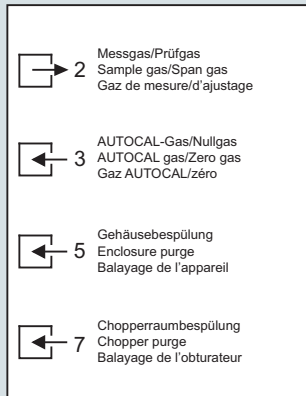 2
Messgas/Prüfgas
Sample gas/Span gas
Gaz de mesure/d'ajustage
3
AUTOCAL-Gas/Nullgas
AUTOCAL gas/Zero gas
Gaz AUTOCAL/zéro
5
Gehäusebespülung
Enclosure purge
Balayage de l'appareil
7
Chopperraumbespülung
Chopper purge
Balayage de l'obturateur